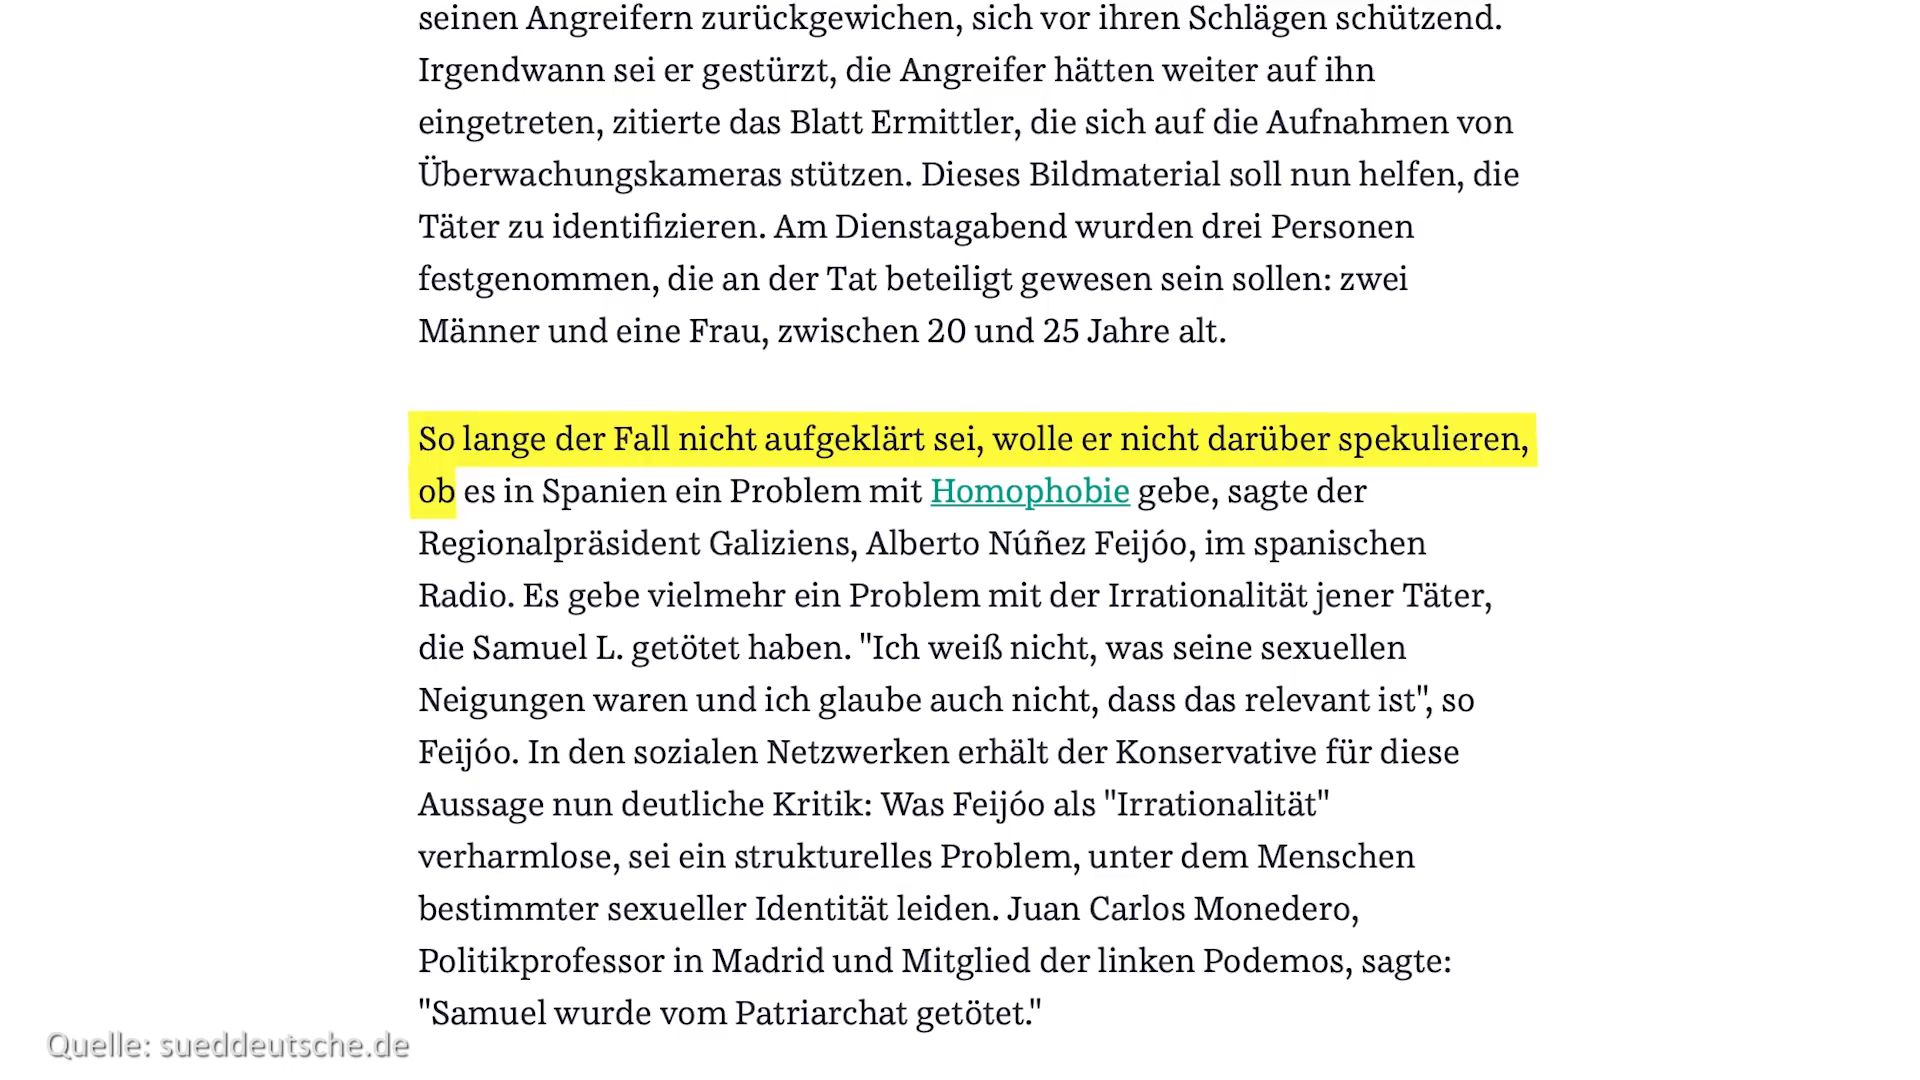 seinen Angreifern zurückgewichen, sich vor ihren Schlägen schützend.
Irgendwann sei er gestürzt, die Angreifer hätten weiter auf ihn
eingetreten, zitierte das Blatt Ermittler, die sich auf die Aufnahmen von
Überwachungskameras stützen. Dieses Bildmaterial soll nun helfen, die
Täter zu identifizieren. Am Dienstagabend wurden drei Personen
festgenommen, die an der Tat beteiligt gewesen sein sollen: zwei
Männer und eine Frau, zwischen 20 und 25 Jahre alt.
So lange der Fall nicht aufgeklärt sei, wolle er nicht darüber spekulieren,
ob es in Spanien ein Problem mit Homophobie gebe, sagte der
Regionalpräsident Galiziens, Alberto Núñez Feijóo, im spanischen
Radio. Es gebe vielmehr ein Problem mit der Irrationalität jener Täter,
die Samuel L. getötet haben. "Ich weiß nicht, was seine sexuellen
Neigungen waren und ich glaube auch nicht, dass das relevant ist", so
Feijóo. In den sozialen Netzwerken erhält der Konservative für diese
Aussage nun deutliche Kritik: Was Feijóo als "Irrationalität"
verharmlose, sei ein strukturelles Problem, unter dem Menschen
bestimmter sexueller Identität leiden. Juan Carlos Monedero,
Politikprofessor in Madrid und Mitglied der linken Podemos, sagte:
"Samuel wurde vom Patriarchat getötet."
Quelle: sueddeutsche.de